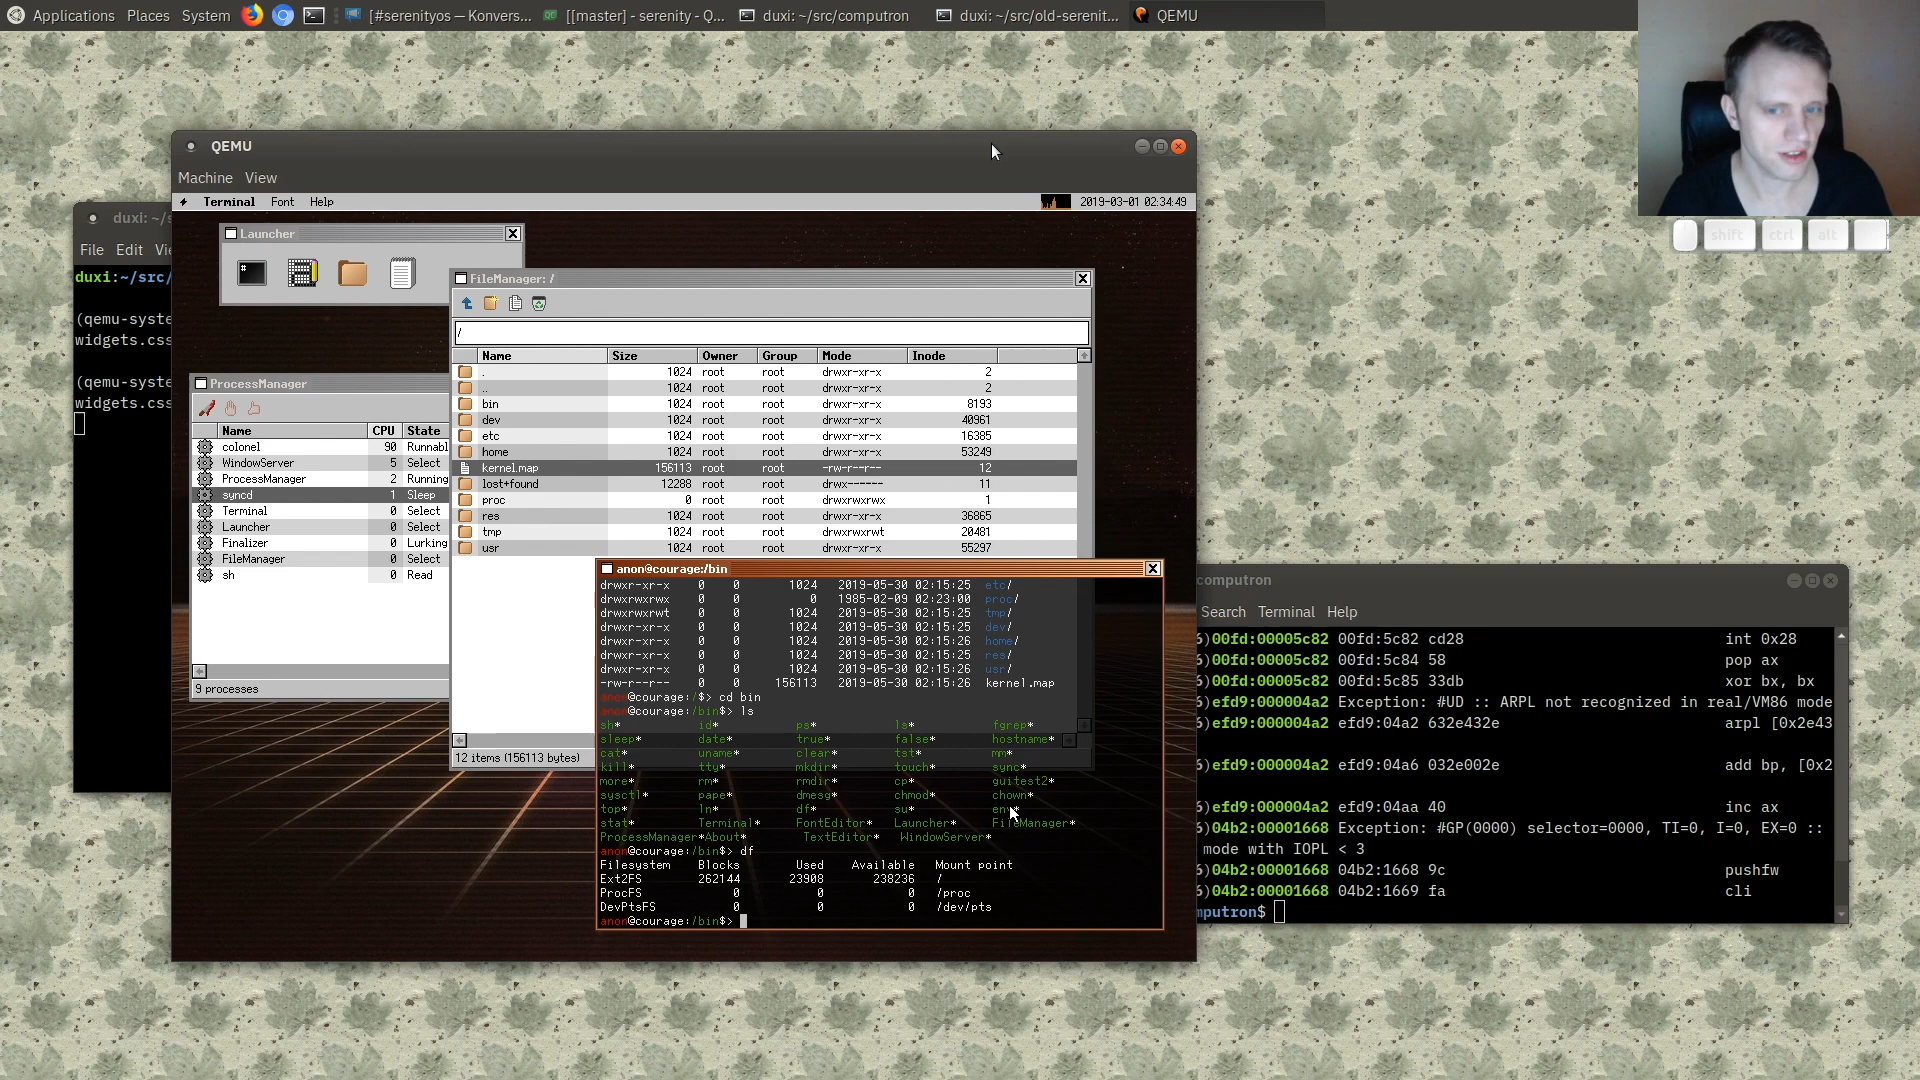 Applications Places System [#serenityos — Konvers... [[master] - serenity - Q... duxi: ~/src/computron duxi: ~/src/old-serenit... QEMU
shift ctrl alt
QEMU
Machine View
Terminal Font Help 2019-03-01 02:34:49
duxi: ~/s
File Edit Vi
duxi:~/src/
(qemu-syste
widgets.css
(qemu-syste
widgets.css
Launcher
FileManager: /
/
Name Size Owner Group Mode Inode
. 1024 root root drwxr-xr-x 2
.. 1024 root root drwxr-xr-x 2
bin 1024 root root drwxr-xr-x 8193
dev 1024 root root drwxr-xr-x 40961
etc 1024 root root drwxr-xr-x 16385
home 1024 root root drwxr-xr-x 53249
kernel.map 156113 root root -rw-r--r-- 12
lost+found 12288 root root drwx------ 11
proc 0 root root drwxrwxrwx 1
res 1024 root root drwxr-xr-x 36865
tmp 1024 root root drwxrwxrwt 20481
usr 1024 root root drwxr-xr-x 55297
12 items (156113 bytes)
ProcessManager
Name CPU State
colonel 90 Runnabl
WindowServer 5 Select
ProcessManager 2 Running
syncd 1 Sleep
Terminal 0 Select
Launcher 0 Select
Finalizer 0 Lurking
FileManager 0 Select
sh 0 Read
9 processes
anon@courage:/bin
drwxr-xr-x 0 0 1024 2019-05-30 02:15:25 etc/
drwxrwxrwx 0 0 0 1985-02-09 02:23:00 proc/
drwxrwxrwt 0 0 1024 2019-05-30 02:15:25 tmp/
drwxr-xr-x 0 0 1024 2019-05-30 02:15:25 dev/
drwxr-xr-x 0 0 1024 2019-05-30 02:15:26 home/
drwxr-xr-x 0 0 1024 2019-05-30 02:15:25 res/
drwxr-xr-x 0 0 1024 2019-05-30 02:15:26 usr/
-rw-r--r-- 0 0 156113 2019-05-30 02:15:26 kernel.map
anon@courage:/$> cd bin
anon@courage:/bin$> ls
sh* id* ps* ls* fgrep*
sleep* date* true* false* hostname*
cat* uname* clear* tst* mm*
kill* tty* mkdir* touch* sync*
more* rm* rmdir* cp* guitest2*
sysctl* pape* dmesg* chmod* chown*
top* ln* df* su* env*
stat* Terminal* FontEditor* Launcher* FileManager*
ProcessManager*About* TextEditor* WindowServer*
anon@courage:/bin$> df
Filesystem Blocks Used Available Mount point
Ext2FS 262144 23908 238236 /
ProcFS 0 0 0 /proc
DevPtsFS 0 0 0 /dev/pts
anon@courage:/bin$>
computron
Search Terminal Help
6)00fd:00005c82 00fd:5c82 cd28 int 0x28
6)00fd:00005c82 00fd:5c84 58 pop ax
6)00fd:00005c82 00fd:5c85 33db xor bx, bx
6)efd9:000004a2 Exception: #UD :: ARPL not recognized in real/VM86 mode
6)efd9:000004a2 efd9:04a2 632e432e arpl [0x2e43
6)efd9:000004a2 efd9:04a6 032e002e add bp, [0x2
6)efd9:000004a2 efd9:04aa 40 inc ax
6)04b2:00001668 Exception: #GP(0000) selector=0000, TI=0, I=0, EX=0 ::
mode with IOPL < 3
6)04b2:00001668 04b2:1668 9c pushfw
6)04b2:00001668 04b2:1669 fa cli
mputron$